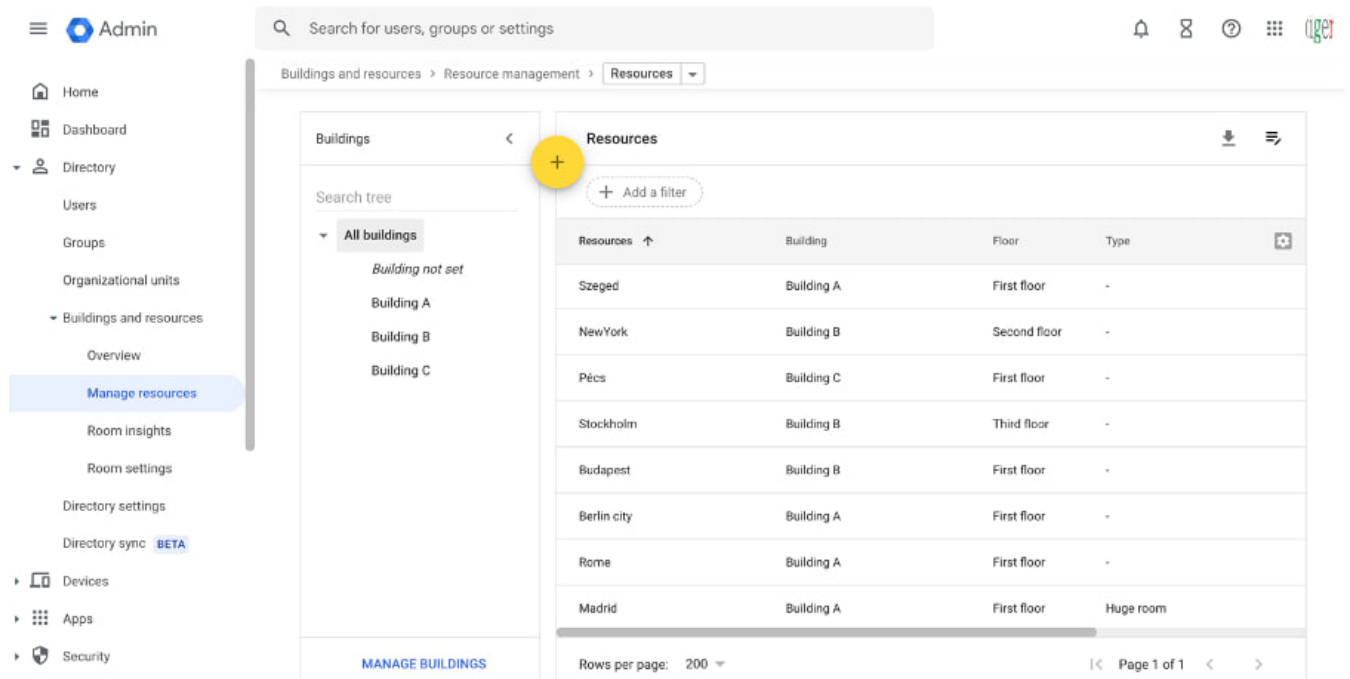 Admin
Search for users, groups or settings
Buildings and resources > Resource management > Resources
Home
Dashboard
Directory
Users
Groups
Organizational units
Buildings and resources
Overview
Manage resources
Room insights
Room settings
Directory settings
Directory sync BETA
Devices
Apps
Security
Buildings
Search tree
All buildings
Building not set
Building A
Building B
Building C
MANAGE BUILDINGS
Resources
+ Add a filter
Resources Building Floor Type
Szeged Building A First floor -
NewYork Building B Second floor -
Pécs Building C First floor -
Stockholm Building B Third floor -
Budapest Building B First floor -
Berlin city Building A First floor -
Rome Building A First floor -
Madrid Building A First floor Huge room
Rows per page: 200 Page 1 of 1